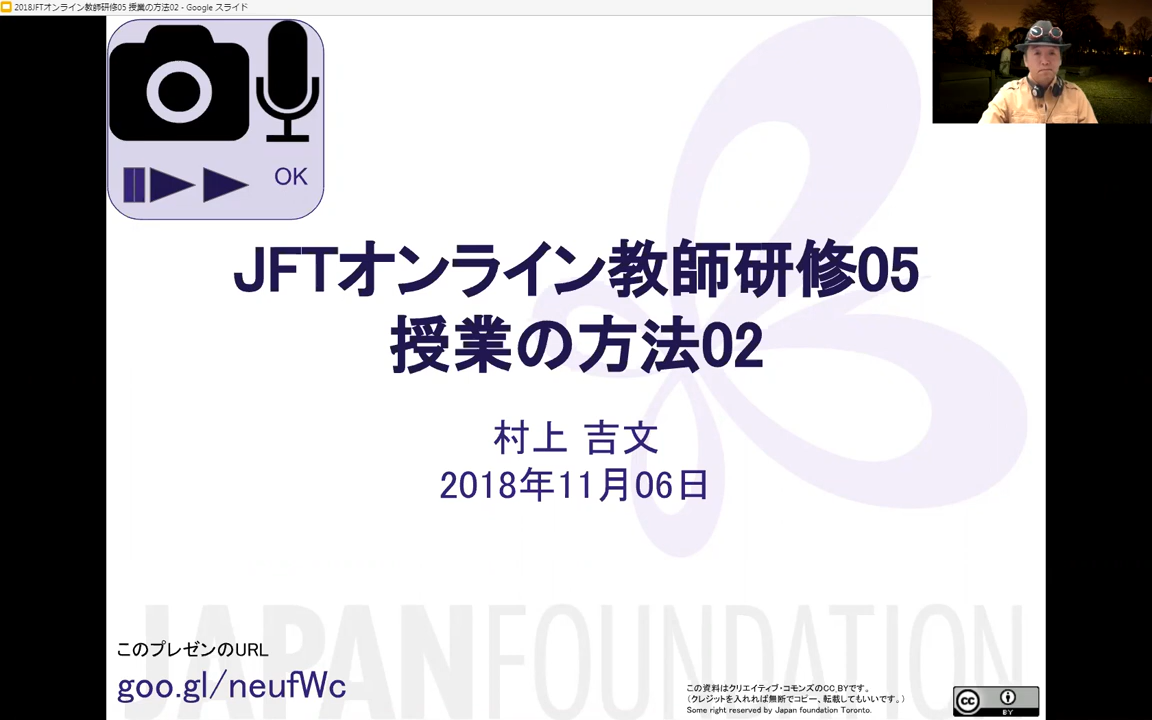 2018JFTオンライン教師研修05 授業の方法02 - Google スライド
OK
JFTオンライン教師研修05
授業の方法02
村上 吉文
2018年11月06日
JAPANFOUNDATION
このプレゼンのURL
goo.gl/neufWc
この資料はクリエイティブ・コモンズのCC_BYです。
（クレジットを入れれば無断でコピー、転載してもいいです。）
Some right reserved by Japan foundation Toronto.
cc
BY